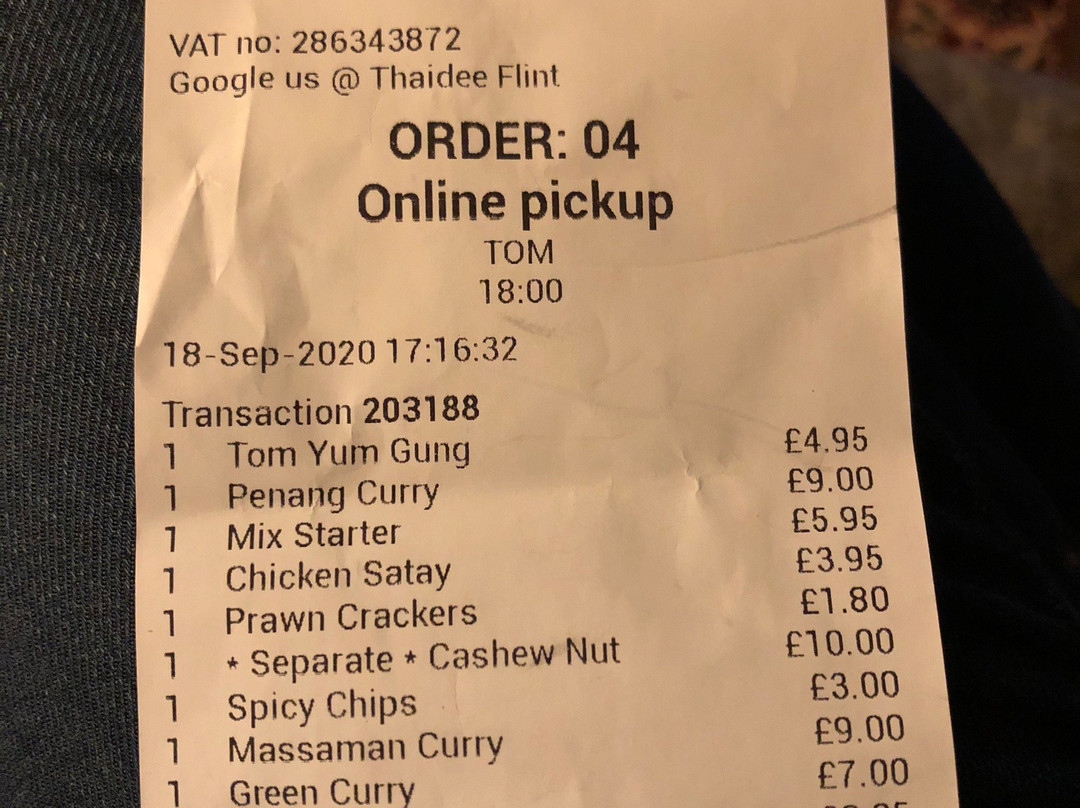 VAT no: 286343872
Google us @ Thaidee Flint
ORDER: 04
Online pickup
TOM
18:00
18-Sep-2020 17:16:32
Transaction 203188
1 Tom Yum Gung £4.95
1 Penang Curry £9.00
1 Mix Starter £5.95
1 Chicken Satay £3.95
1 Prawn Crackers £1.80
1 * Separate * Cashew Nut £10.00
1 Spicy Chips £3.00
1 Massaman Curry £9.00
1 Green Curry £7.00